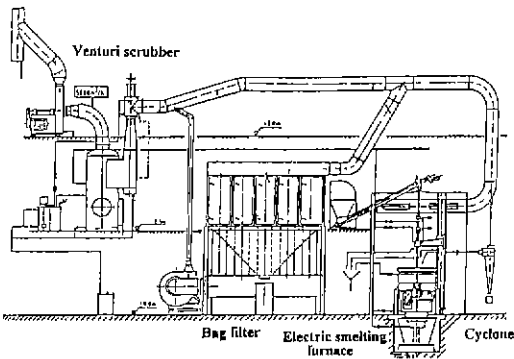 Venturi scrubber
Bag filter
Electric smelting
furnace
Cyclone